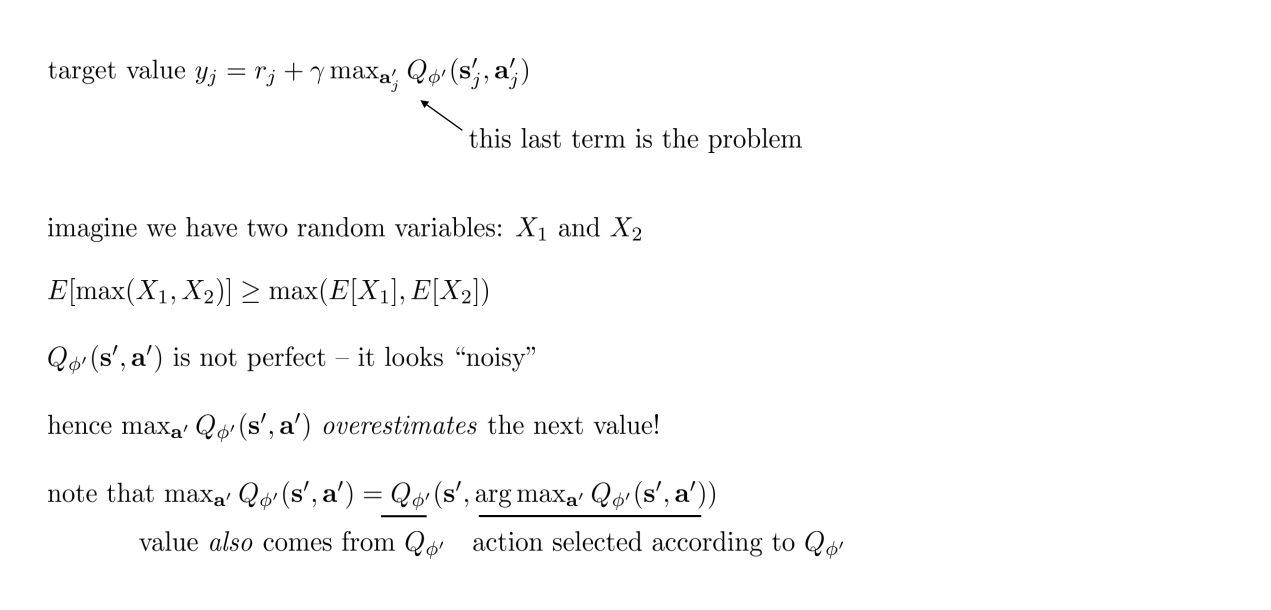 target value $y_j = r_j + \gamma \max_{\mathbf{a}'_j} Q_{\phi'}(\mathbf{s}'_j, \mathbf{a}'_j)$
this last term is the problem
imagine we have two random variables: $X_1$ and $X_2$
$E[\max(X_1, X_2)] \geq \max(E[X_1], E[X_2])$
$Q_{\phi'}(\mathbf{s}', \mathbf{a}')$ is not perfect – it looks “noisy”
hence $\max_{\mathbf{a}'} Q_{\phi'}(\mathbf{s}', \mathbf{a}')$ overestimates the next value!
note that $\max_{\mathbf{a}'} Q_{\phi'}(\mathbf{s}', \mathbf{a}') = Q_{\phi'}(\mathbf{s}', \arg\max_{\mathbf{a}'} Q_{\phi'}(\mathbf{s}', \mathbf{a}'))$
value also comes from $Q_{\phi'}$ action selected according to $Q_{\phi'}$